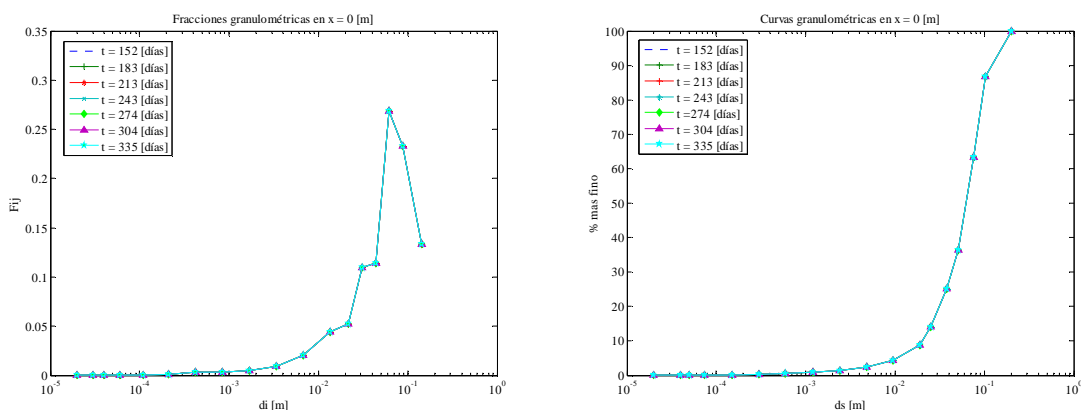 Fracciones granulométricas en x = 0 [m]
0.35
0.3
0.25
0.2
0.15
0.1
0.05
0
Fij
t = 152 [días]
t = 183 [días]
t = 213 [días]
t = 243 [días]
t = 274 [días]
t = 304 [días]
t = 335 [días]
10^-5
10^-4
10^-3
10^-2
10^-1
10^0
di [m]
Curvas granulométricas en x = 0 [m]
100
90
80
70
60
50
40
30
20
10
0
% mas fino
t = 152 [días]
t = 183 [días]
t = 213 [días]
t = 243 [días]
t =274 [días]
t = 304 [días]
t = 335 [días]
10^-5
10^-4
10^-3
10^-2
10^-1
10^0
ds [m]